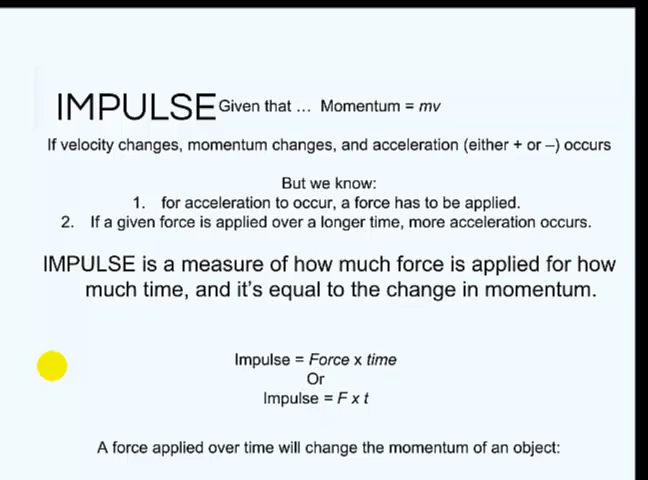 IMPULSE Given that ... Momentum = mv
If velocity changes, momentum changes, and acceleration (either + or –) occurs
But we know:
1. for acceleration to occur, a force has to be applied.
2. If a given force is applied over a longer time, more acceleration occurs.
IMPULSE is a measure of how much force is applied for how
much time, and it's equal to the change in momentum.
Impulse = Force x time
Or
Impulse = F x t
A force applied over time will change the momentum of an object: